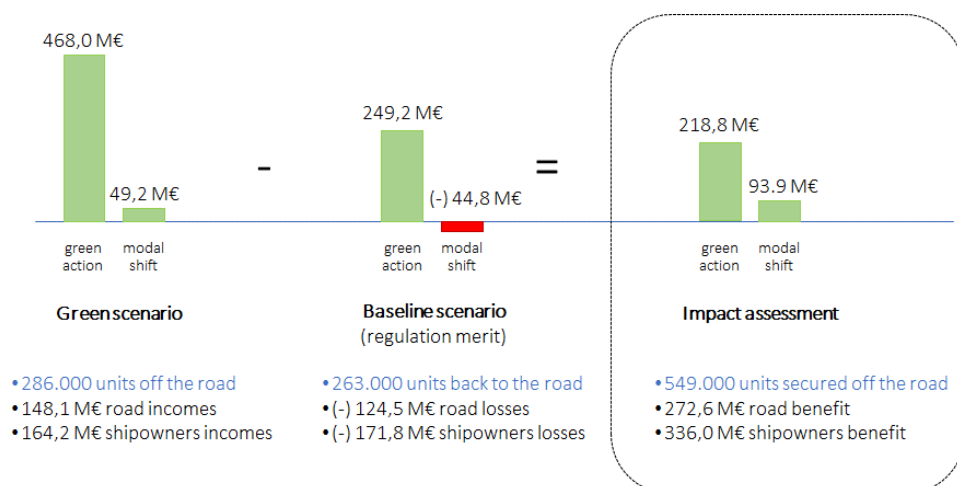 468,0 M€
49,2 M€
-
249,2 M€
(-) 44,8 M€
=
218,8 M€
93.9 M€
green
action
modal
shift
green
action
modal
shift
green
action
modal
shift
Green scenario
Baseline scenario
(regulation merit)
Impact assessment
•286.000 units off the road
•148,1 M€ road incomes
•164,2 M€ shipowners incomes
•263.000 units back to the road
•(-) 124,5 M€ road losses
•(-) 171,8 M€ shipowners losses
•549.000 units secured off the road
•272,6 M€ road benefit
•336,0 M€ shipowners benefit